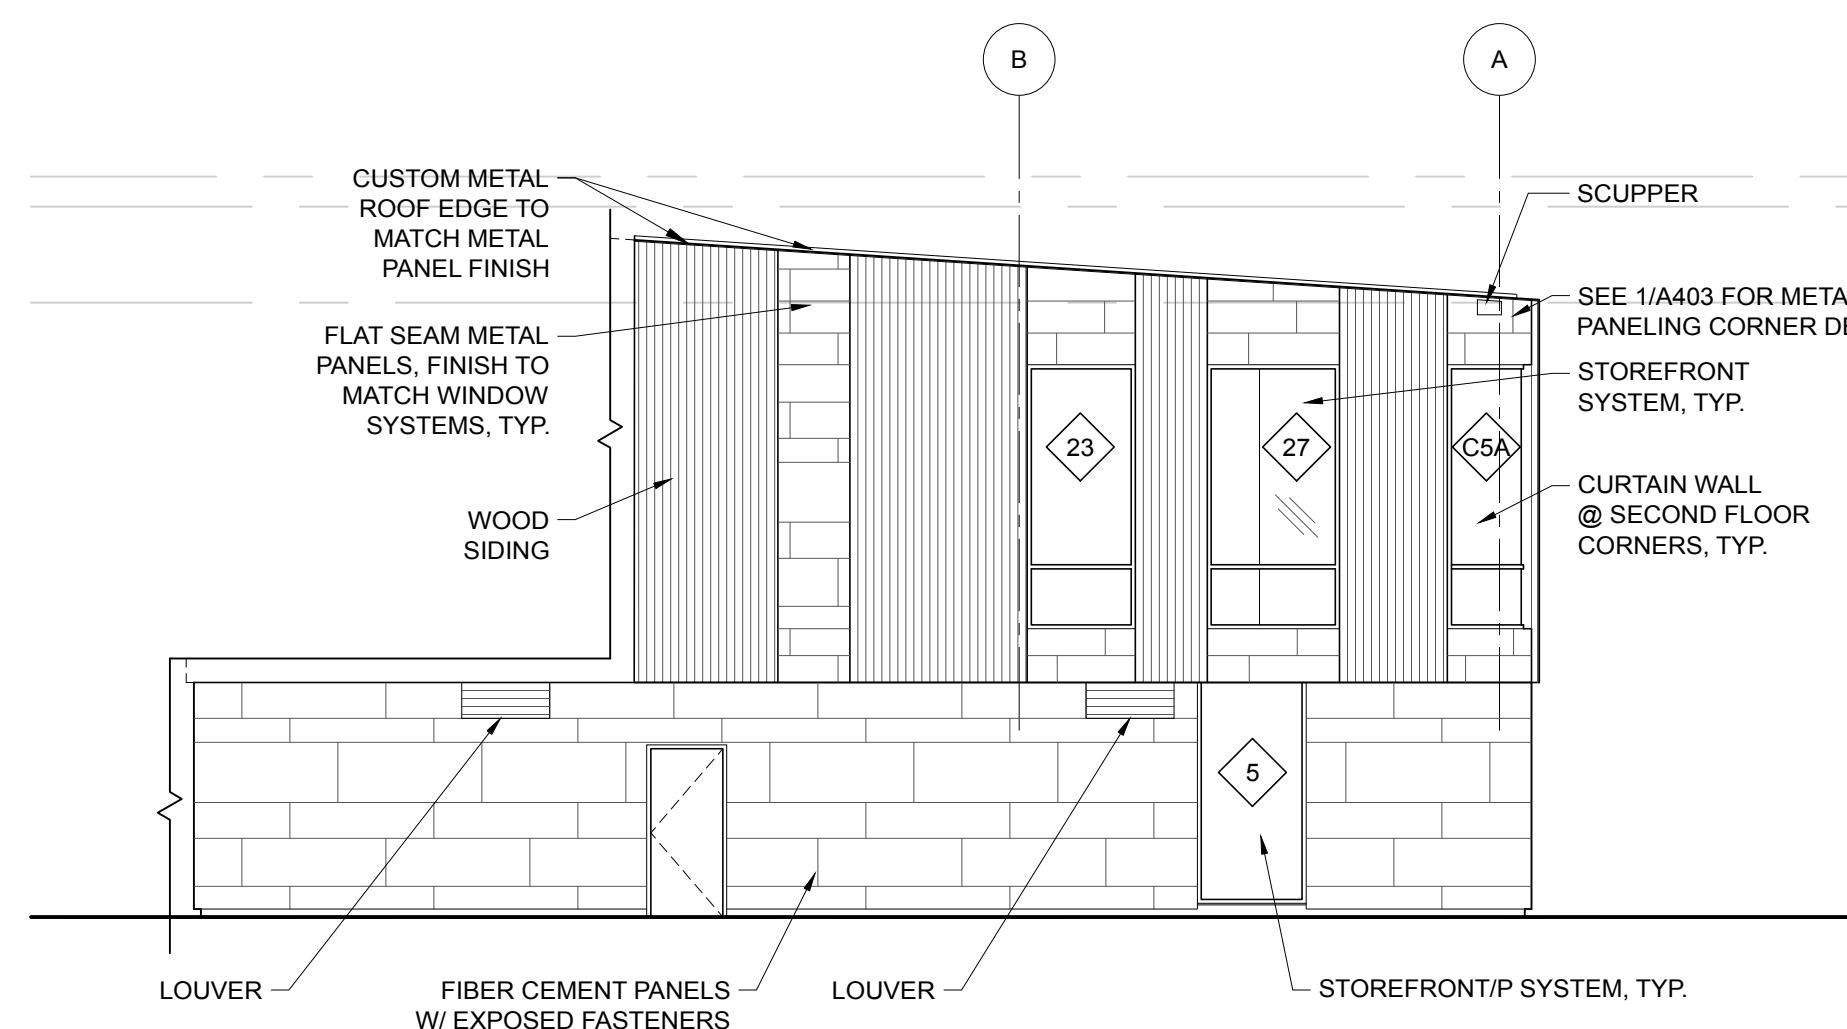 B
A
CUSTOM METAL
ROOF EDGE TO
MATCH METAL
PANEL FINISH
SCUPPER
SEE 1/A403 FOR META
PANELING CORNER DE
FLAT SEAM METAL
PANELS, FINISH TO
MATCH WINDOW
SYSTEMS, TYP.
STOREFRONT
SYSTEM, TYP.
23
27
C5A
CURTAIN WALL
@ SECOND FLOOR
CORNERS, TYP.
WOOD
SIDING
5
LOUVER
FIBER CEMENT PANELS
W/ EXPOSED FASTENERS
LOUVER
STOREFRONT/P SYSTEM, TYP.